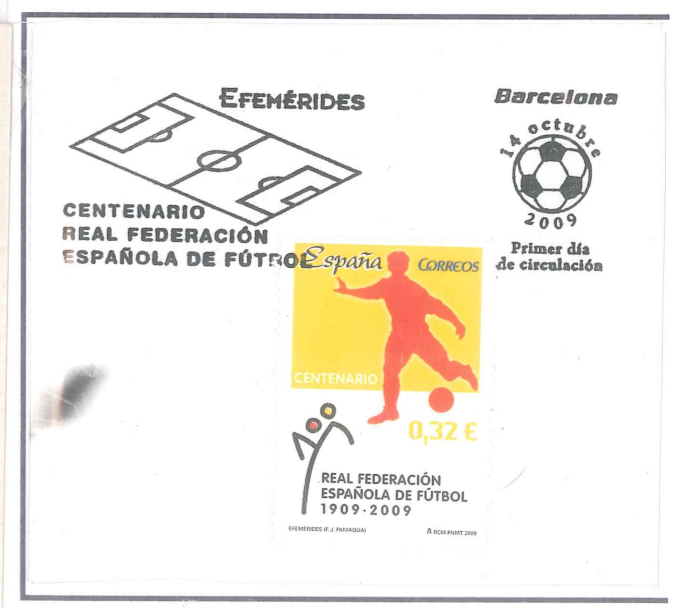 EFEMÉRIDES
CENTENARIO
REAL FEDERACIÓN
ESPAÑOLA DE FÚTBOL
Barcelona
14 octubre
2009
Primer día
de circulación
España CORREOS
CENTENARIO
0,32 €
REAL FEDERACIÓN
ESPAÑOLA DE FÚTBOL
1909-2009
EFEMÉRIDES (F.J. PANIAGUA) RCM-FNMT 2009